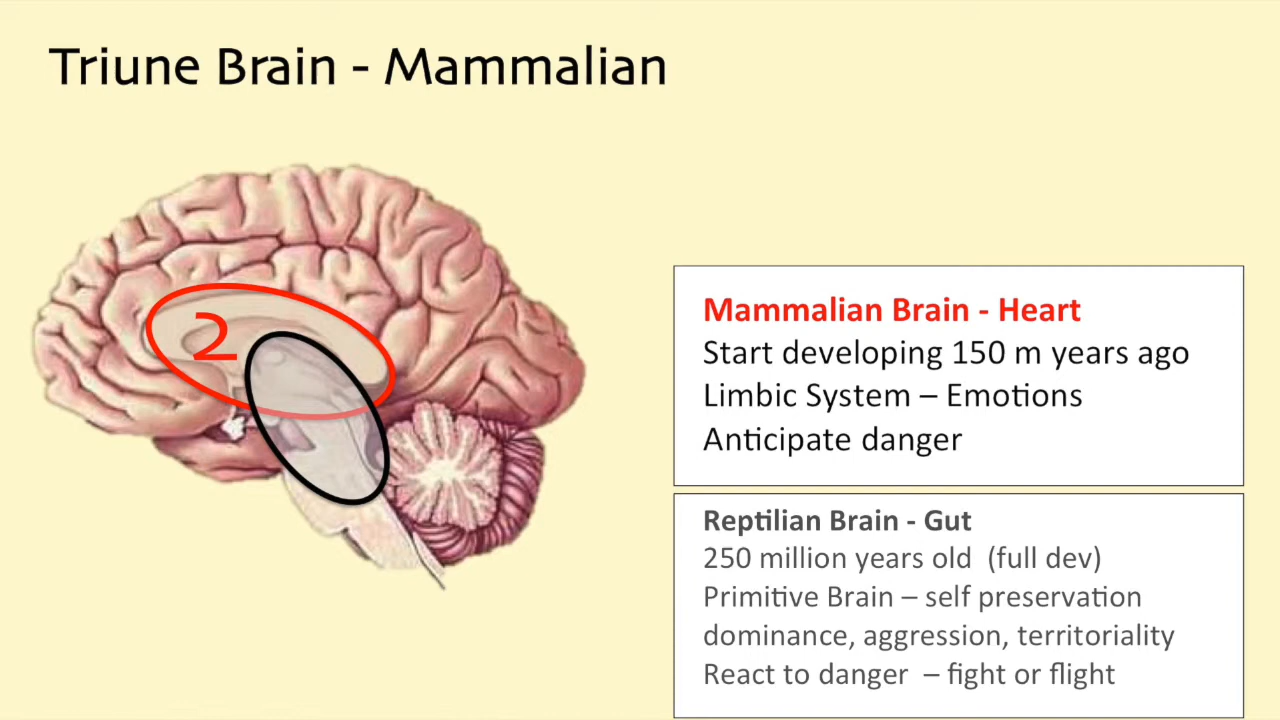 Triune Brain - Mammalian
2
Mammalian Brain - Heart
Start developing 150 m years ago
Limbic System – Emotions
Anticipate danger
Reptilian Brain - Gut
250 million years old  (full dev)
Primitive Brain – self preservation
dominance, aggression, territoriality
React to danger  – fight or flight